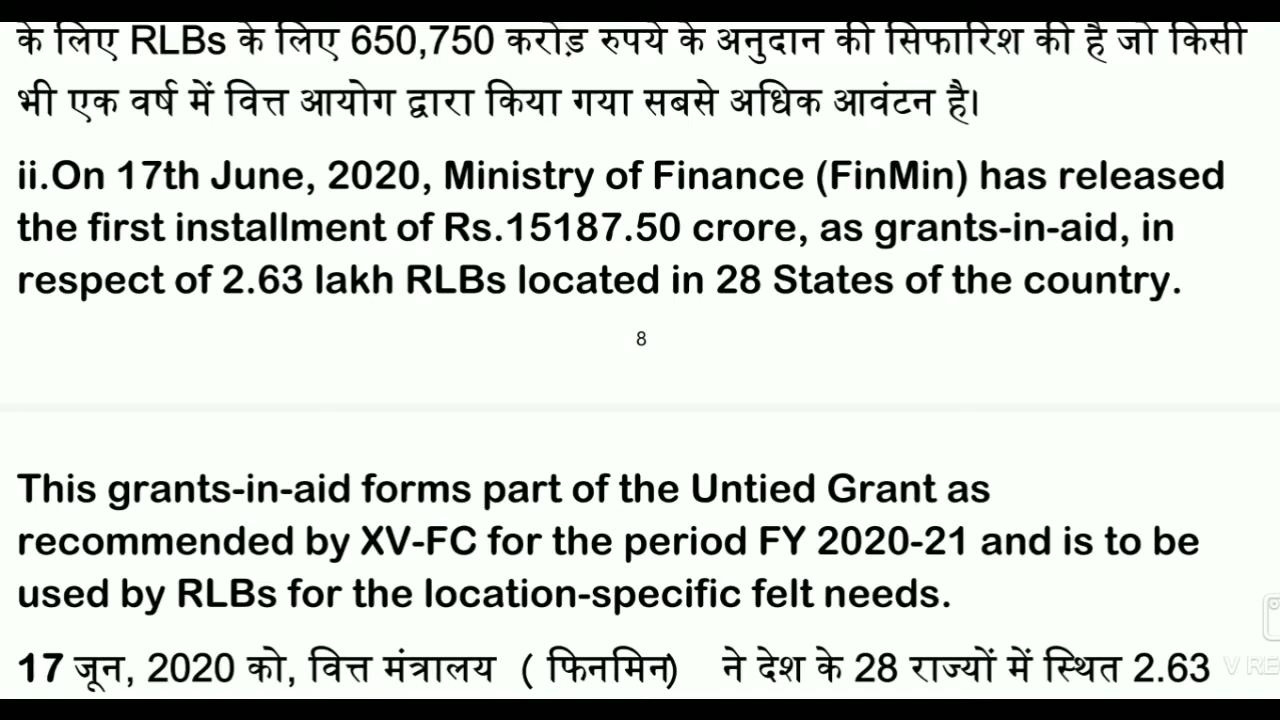 के लिए RLBs के लिए 650,750 करोड़ रुपये के अनुदान की सिफारिश की है जो किसी
भी एक वर्ष में वित्त आयोग द्वारा किया गया सबसे अधिक आवंटन है।
ii.On 17th June, 2020, Ministry of Finance (FinMin) has released
the first installment of Rs.15187.50 crore, as grants-in-aid, in
respect of 2.63 lakh RLBs located in 28 States of the country.
8
This grants-in-aid forms part of the Untied Grant as
recommended by XV-FC for the period FY 2020-21 and is to be
used by RLBs for the location-specific felt needs.
17 जून, 2020 को, वित्त मंत्रालय ( फिनमिन) ने देश के 28 राज्यों में स्थित 2.63